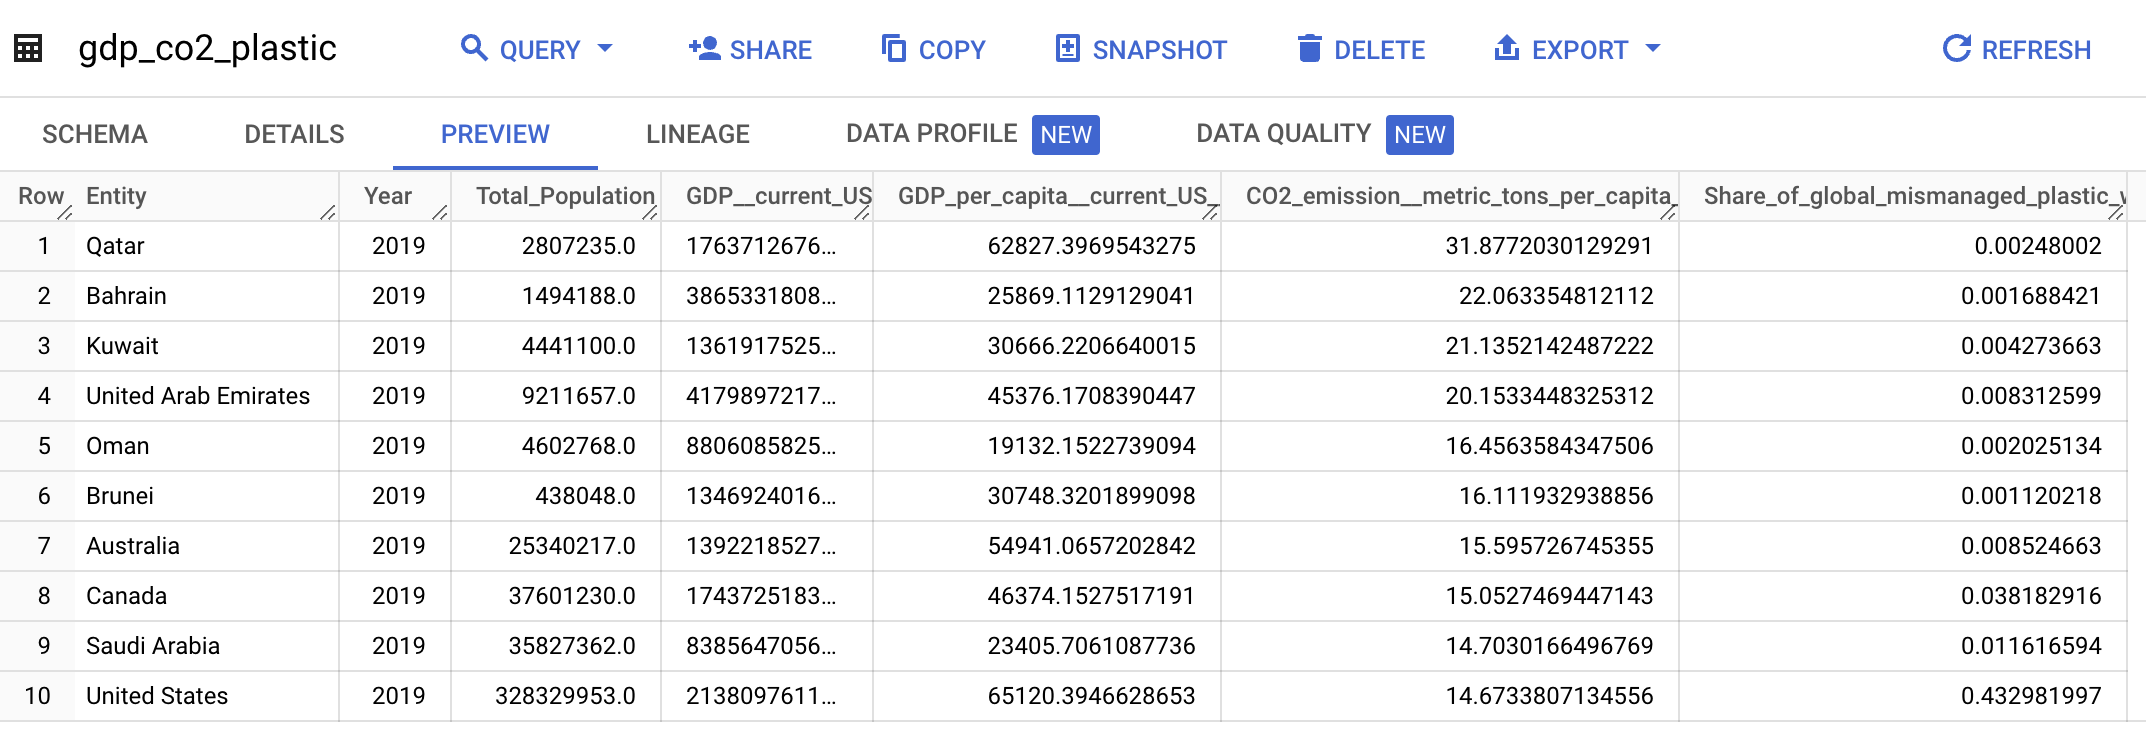 gdp_co2_plastic QUERY SHARE COPY SNAPSHOT DELETE EXPORT REFRESH
SCHEMA DETAILS PREVIEW LINEAGE DATA PROFILE NEW DATA QUALITY NEW
Row Entity Year Total_Population GDP__current_US GDP_per_capita__current_US_ CO2_emission__metric_tons_per_capita_ Share_of_global_mismanaged_plastic_w
1 Qatar 2019 2807235.0 1763712676... 62827.3969543275 31.8772030129291 0.00248002
2 Bahrain 2019 1494188.0 3865331808... 25869.1129129041 22.063354812112 0.001688421
3 Kuwait 2019 4441100.0 1361917525... 30666.2206640015 21.1352142487222 0.004273663
4 United Arab Emirates 2019 9211657.0 4179897217... 45376.1708390447 20.1533448325312 0.008312599
5 Oman 2019 4602768.0 8806085825... 19132.1522739094 16.4563584347506 0.002025134
6 Brunei 2019 438048.0 1346924016... 30748.3201899098 16.111932938856 0.001120218
7 Australia 2019 25340217.0 1392218527... 54941.0657202842 15.595726745355 0.008524663
8 Canada 2019 37601230.0 1743725183... 46374.1527517191 15.0527469447143 0.038182916
9 Saudi Arabia 2019 35827362.0 8385647056... 23405.7061087736 14.7030166496769 0.011616594
10 United States 2019 328329953.0 2138097611... 65120.3946628653 14.6733807134556 0.432981997